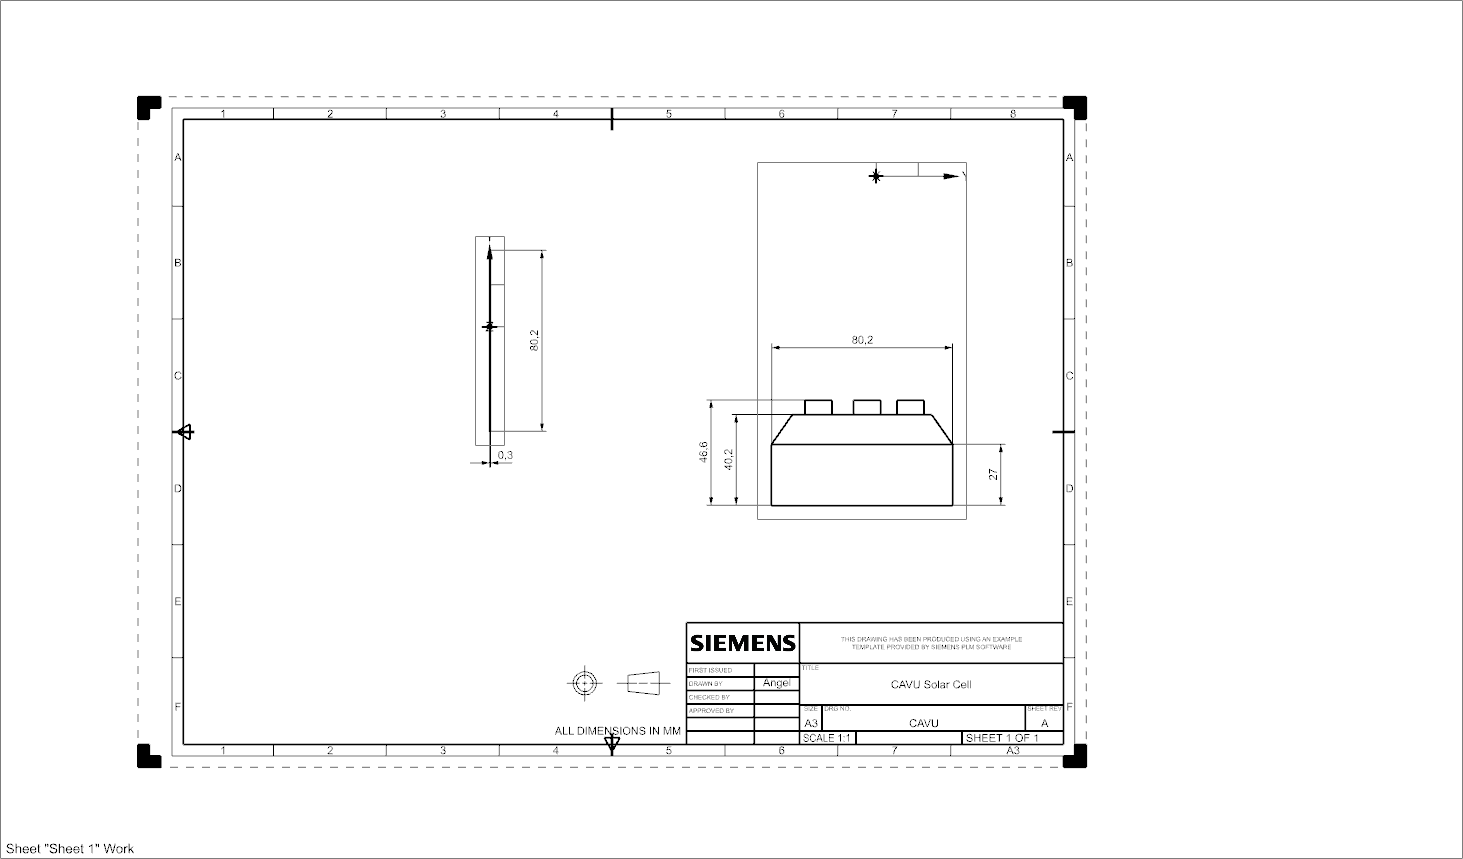 1 2 3 4 5 6 7 8
A A
Y
B B
80,2
80,2
C C
46,6
40,2
0,3
27
D D
E E
SIEMENS
THIS DRAWING HAS BEEN PRODUCED USING AN EXAMPLE
TEMPLATE PROVIDED BY SIEMENS PLM SOFTWARE
FIRST ISSUED
TITLE
DRAWN BY Angel
CAVU Solar Cell
CHECKED BY
APPROVED BY
SIZE DRG NO. SHEET REV
F F
A3 CAVU A
ALL DIMENSIONS IN MM
SCALE 1:1 SHEET 1 OF 1
1 2 3 4 5 6 7 A3
Sheet "Sheet 1" Work